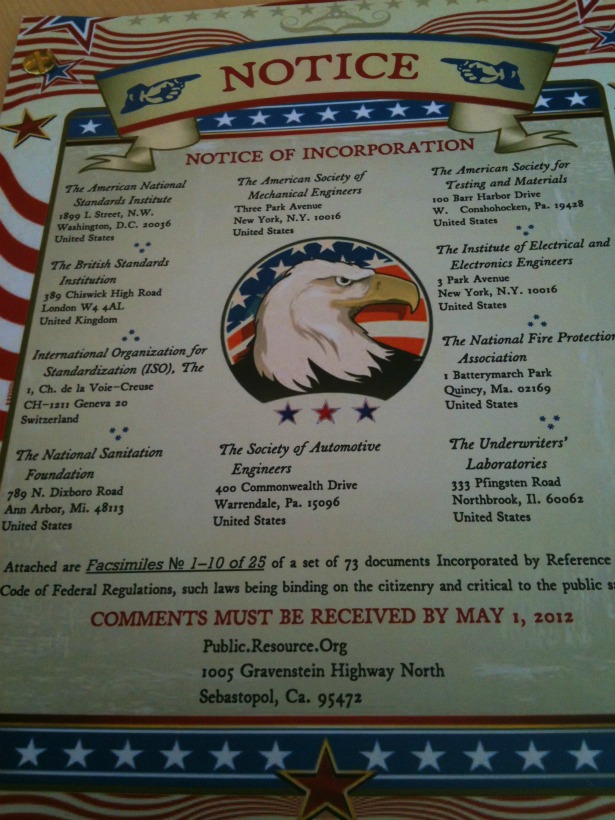 NOTICE
NOTICE OF INCORPORATION
The American National
Standards Institute
1899 L Street, N.W.
Washington, D.C. 20036
United States
The British Standards
Institution
389 Chiswick High Road
London W4 4AL
United Kingdom
International Organization for
Standardization (ISO), The
1, Ch. de la Voie-Creuse
CH-1211 Geneva 20
Switzerland
The National Sanitation
Foundation
789 N. Dixboro Road
Ann Arbor, Mi. 48113
United States
The American Society of
Mechanical Engineers
Three Park Avenue
New York, N.Y. 10016
United States
The Society of Automotive
Engineers
400 Commonwealth Drive
Warrendale, Pa. 15096
United States
The American Society for
Testing and Materials
100 Barr Harbor Drive
W. Conshohocken, Pa. 19428
United States
The Institute of Electrical and
Electronics Engineers
3 Park Avenue
New York, N.Y. 10016
United States
The National Fire Protection
Association
1 Batterymarch Park
Quincy, Ma. 02169
United States
The Underwriters'
Laboratories
333 Pfingsten Road
Northbrook, Il. 60062
United States
Attached are Facsimiles № 1-10 of 25 of a set of 73 documents Incorporated by Reference
Code of Federal Regulations, such laws being binding on the citizenry and critical to the public
COMMENTS MUST BE RECEIVED BY MAY 1, 2012
Public.Resource.Org
1005 Gravenstein Highway North
Sebastopol, Ca. 95472